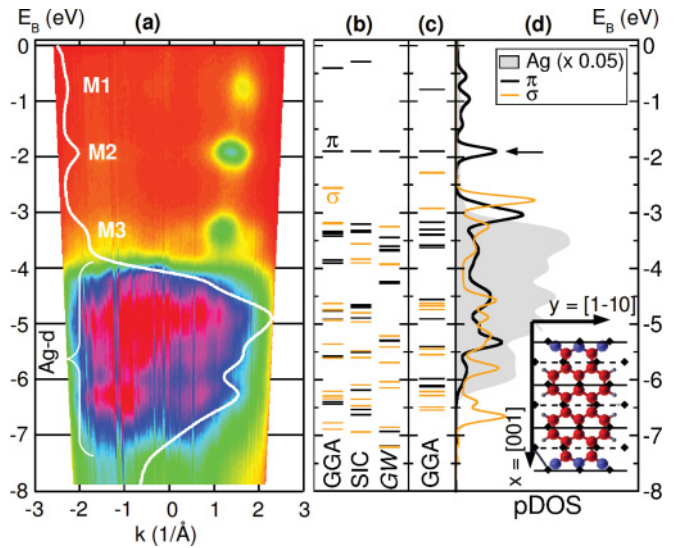 E_B (eV) (a) (b) (c) (d) E_B (eV)
0
-1
-2
-3
-4
-5
-6
-7
-8
M1
M2
M3
Ag-d
-3 -2 -1 0 1 2 3
k (1/Å)
π
σ
GGA
SIC
GW
GGA
Ag (x 0.05)
π
σ
y = [1-10]
x = [001]
pDOS
0
-1
-2
-3
-4
-5
-6
-7
-8